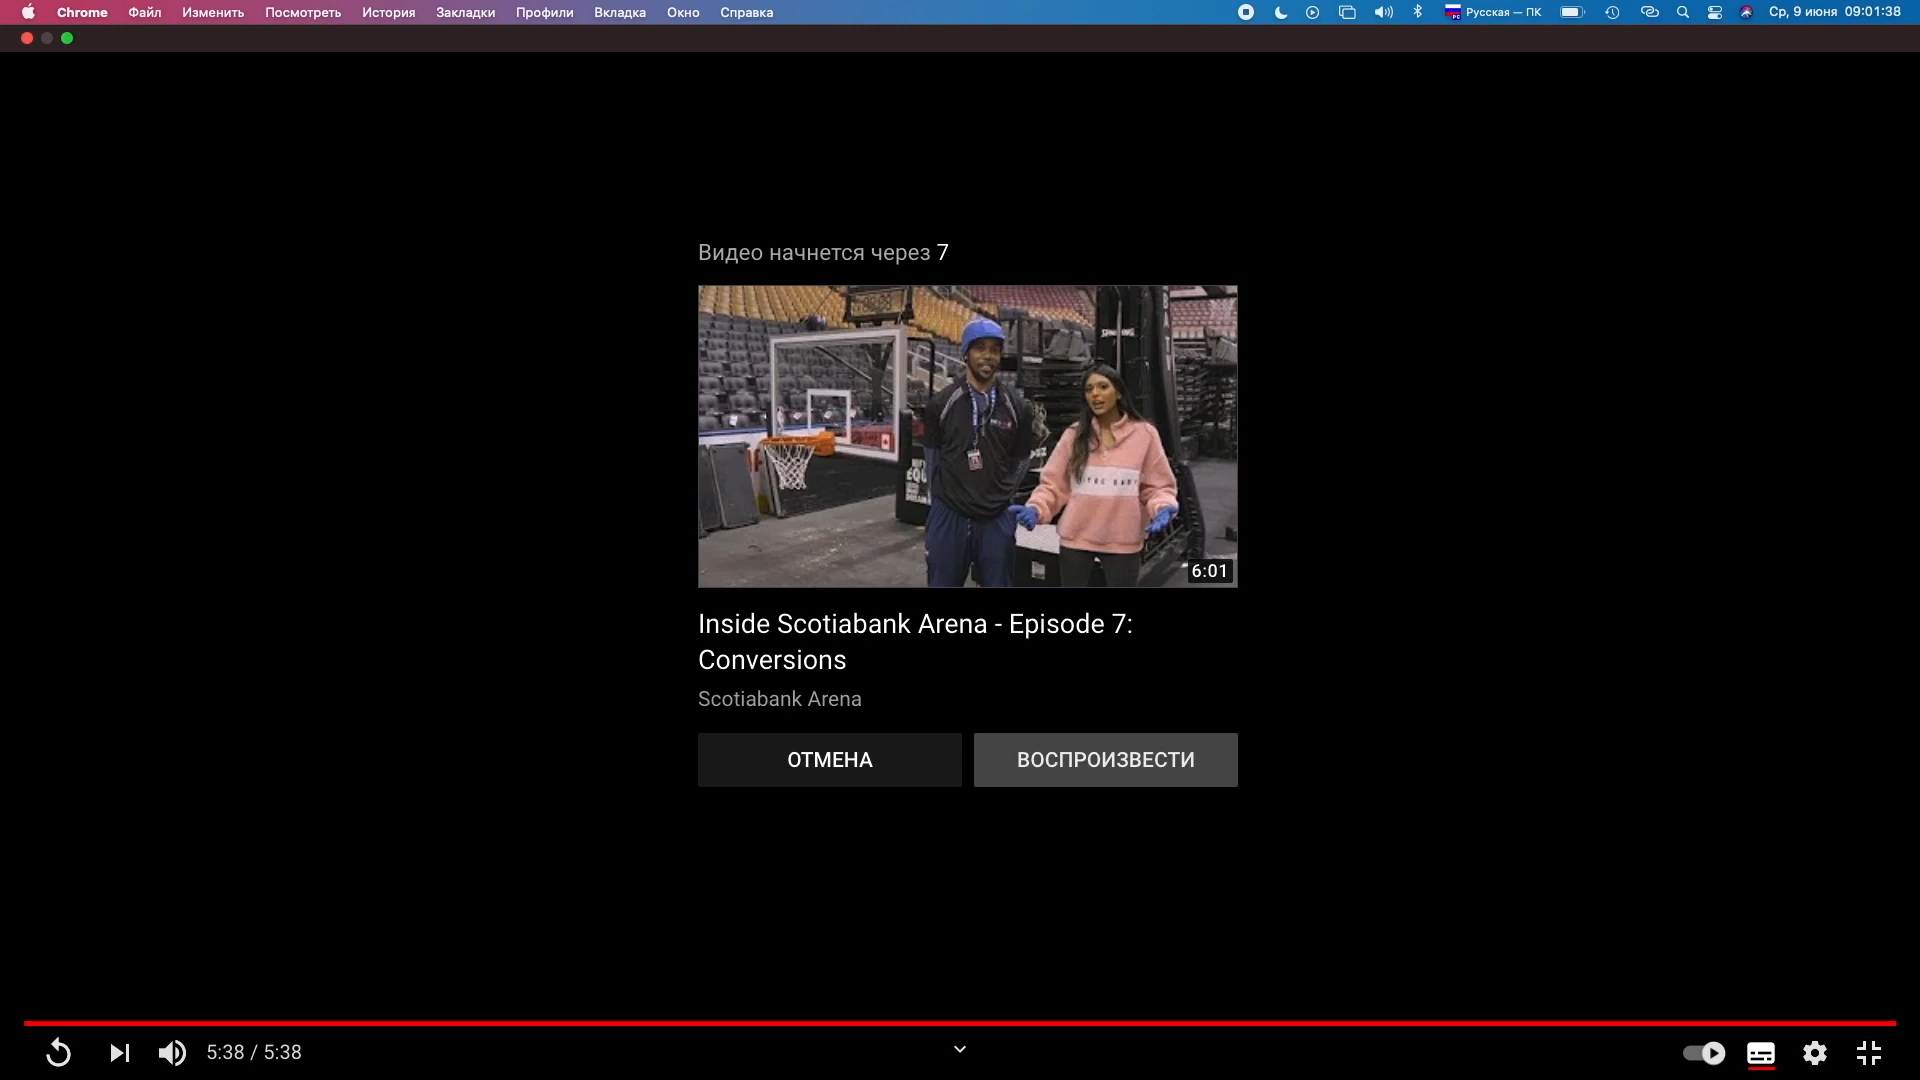 Chrome Файл Изменить Посмотреть История Закладки Профили Вкладка Окно Справка Русская — ПК Ср, 9 июня 09:01:38
Видео начнется через 7
SPALDING
6:01
Inside Scotiabank Arena - Episode 7:
Conversions
Scotiabank Arena
ОТМЕНА ВОСПРОИЗВЕСТИ
5:38 / 5:38